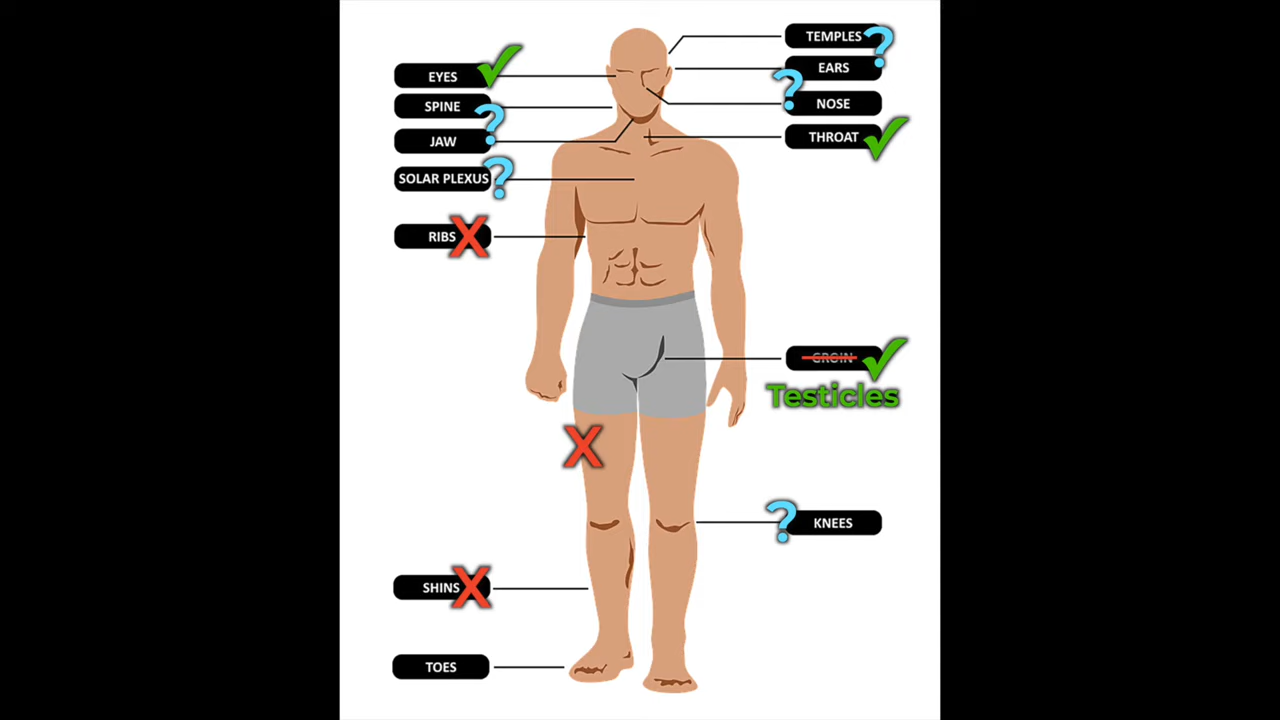 TEMPLES ?
EYES
EARS
SPINE ?
? NOSE
JAW
THROAT
SOLAR PLEXUS ?
RIBS X
GROIN
Testicles
X
? KNEES
SHINS X
TOES